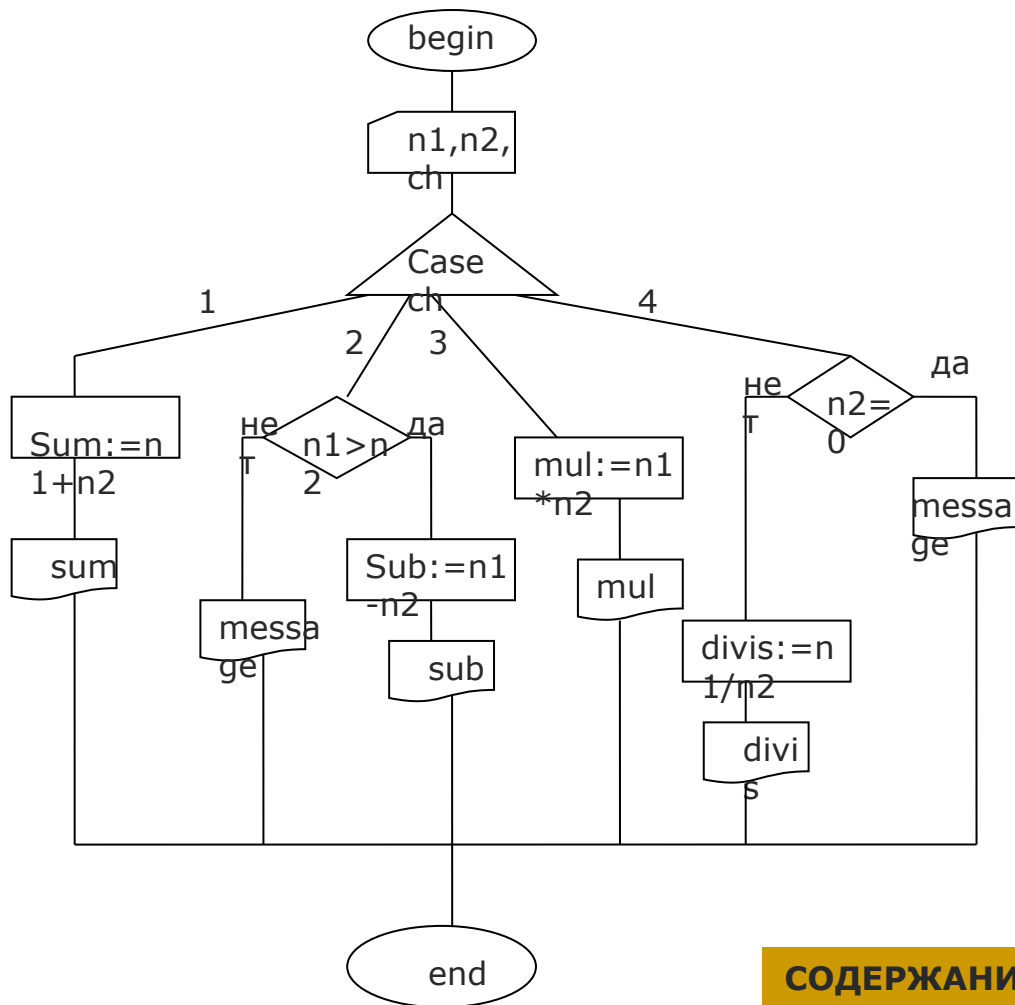 begin
n1,n2,
ch
Case
ch
1
2
3
4
Sum:=n
1+n2
sum
не
т
n1>n
2
да
messa
ge
Sub:=n1
-n2
sub
mul:=n1
*n2
mul
не
т
n2=
0
да
divis:=n
1/n2
divi
s
messa
ge
end
СОДЕРЖАНИ